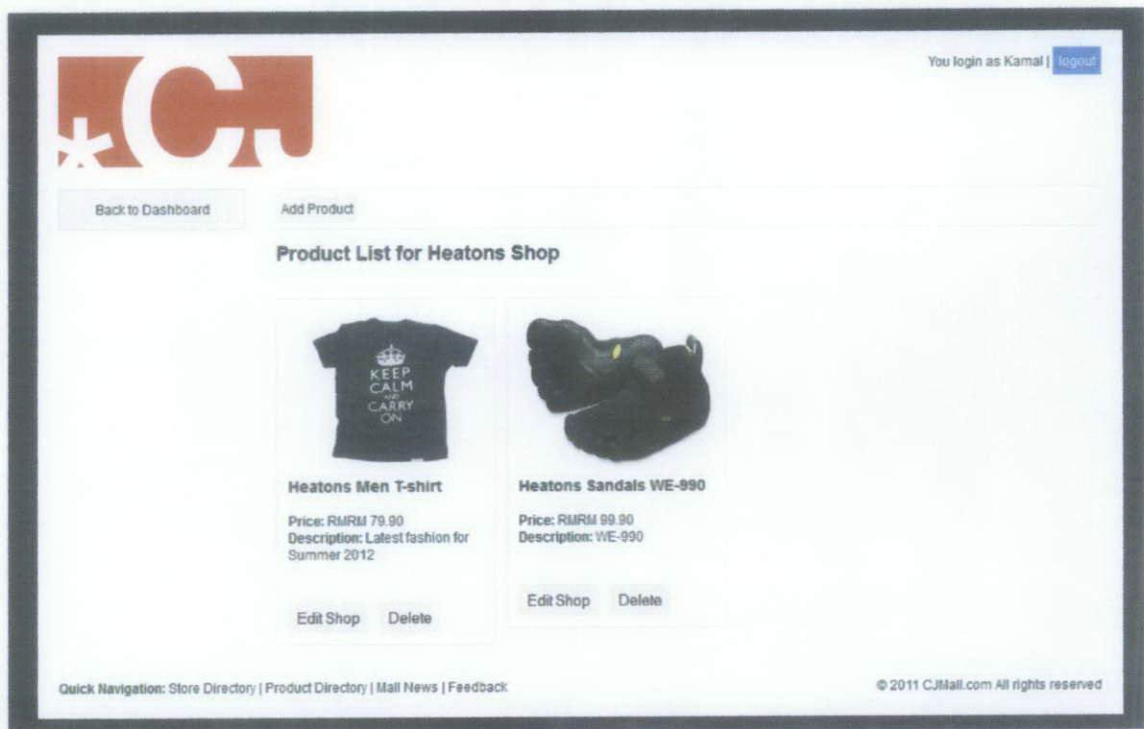 *CJ
You login as Kamal | logout
Back to Dashboard
Add Product
Product List for Heatons Shop
KEEP
CALM
AND
CARRY
ON
Heatons Men T-shirt
Price: RMRM 79.90
Description: Latest fashion for
Summer 2012
Edit Shop Delete
Heatons Sandals WE-990
Price: RMRM 99.90
Description: WE-990
Edit Shop Delete
Quick Navigation: Store Directory | Product Directory | Mall News | Feedback
© 2011 CJMall.com All rights reserved